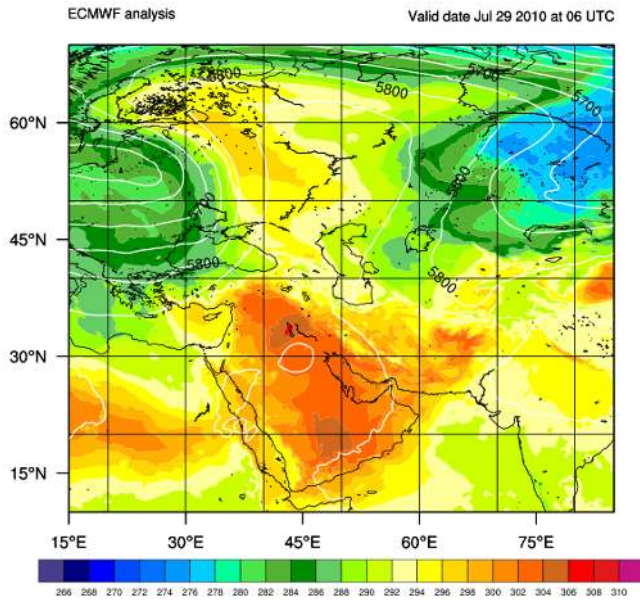 ECMWF analysis
Valid date Jul 29 2010 at 06 UTC
5800
5700
5800
5700
60°N
5800
45°N
5800
5800
30°N
15°N
15°E 30°E 45°E 60°E 75°E
266 268 270 272 274 276 278 280 282 284 286 288 290 292 294 296 298 300 302 304 306 308 310